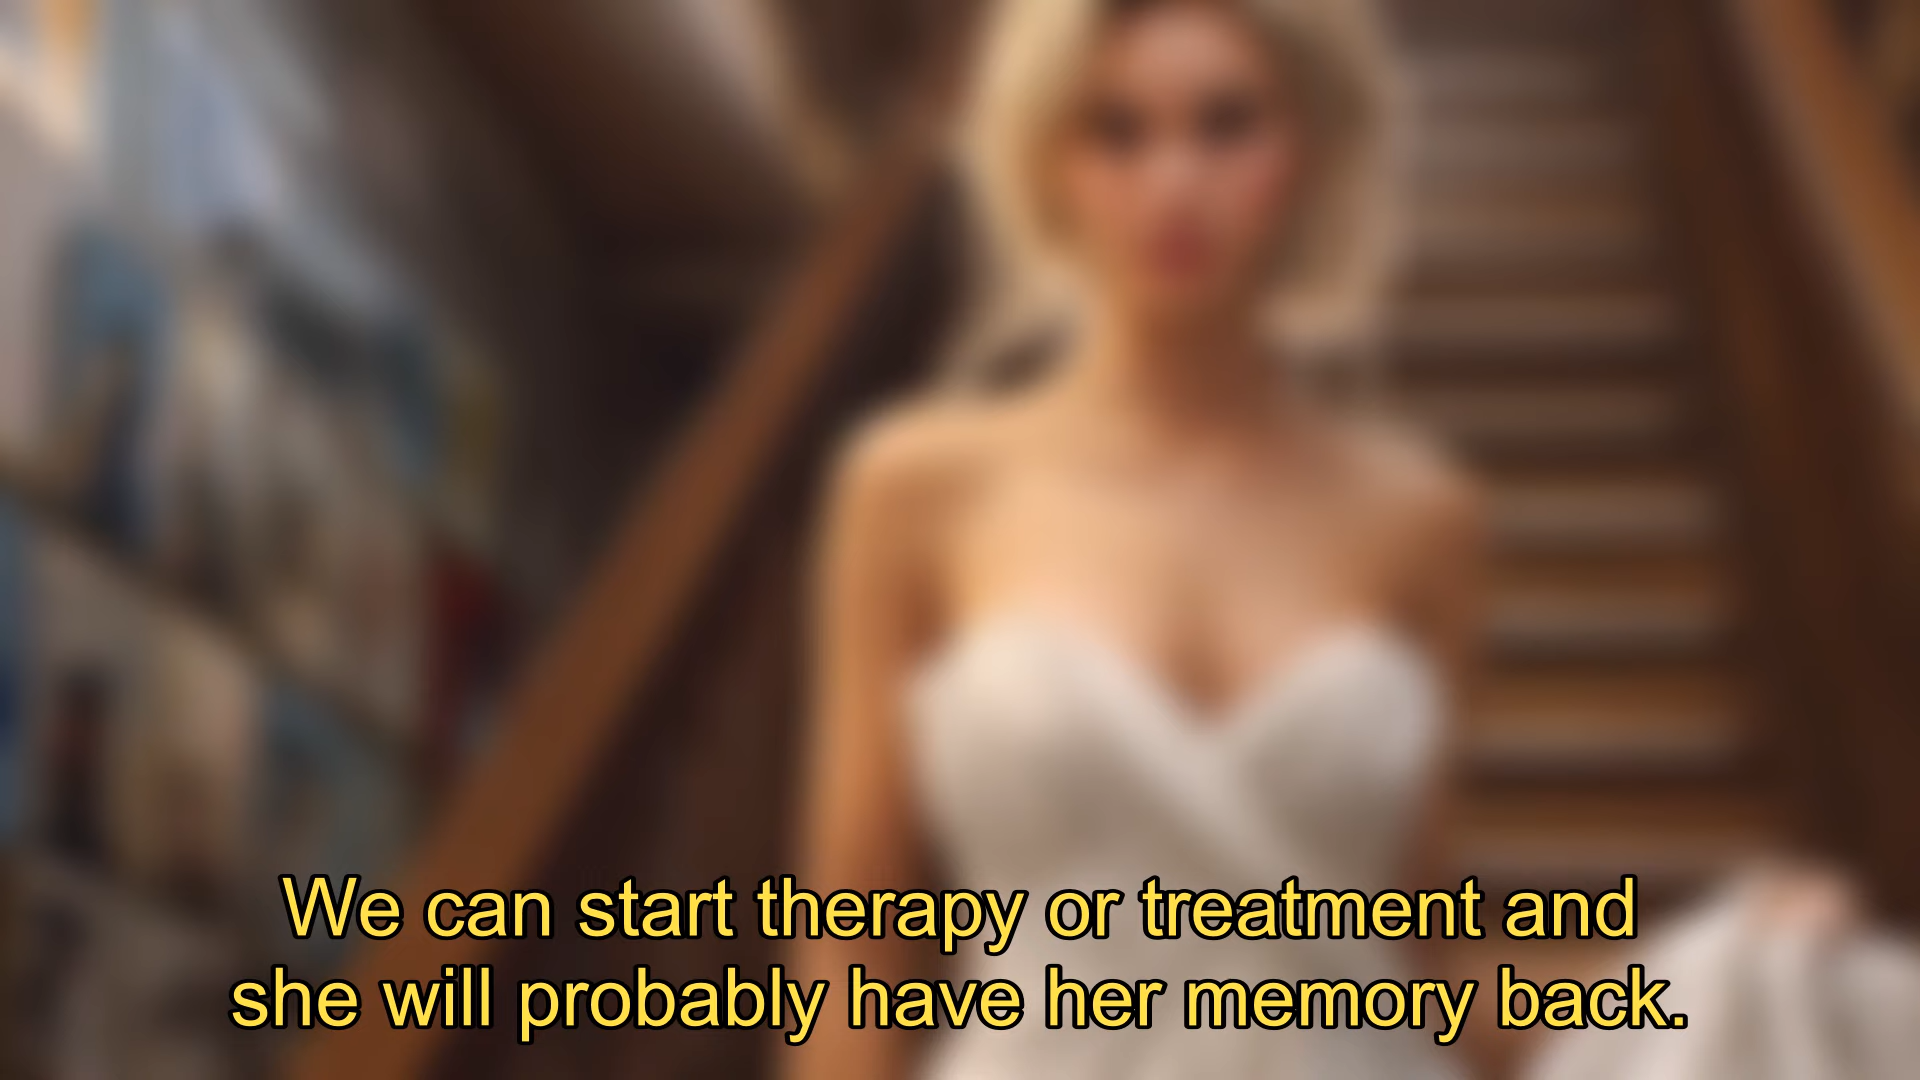 We can start therapy or treatment and
she will probably have her memory back.